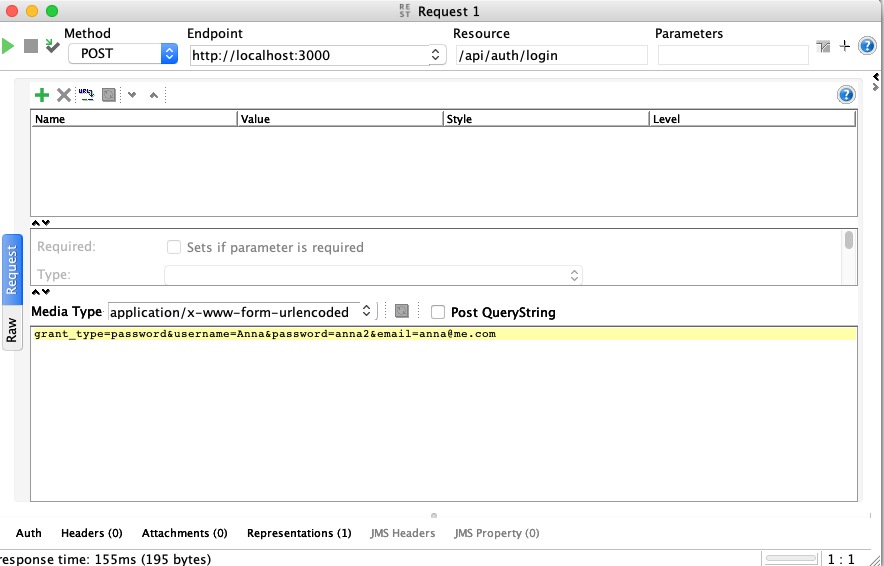 REST Request 1
Method Endpoint Resource Parameters
POST http://localhost:3000 /api/auth/login
Name Value Style Level
Required: Sets if parameter is required
Type:
Request
Raw
Media Type application/x-www-form-urlencoded Post QueryString
grant_type=password&username=Anna&password=anna2&email=anna@me.com
Auth Headers (0) Attachments (0) Representations (1) JMS Headers JMS Property (0)
response time: 155ms (195 bytes) 1 : 1